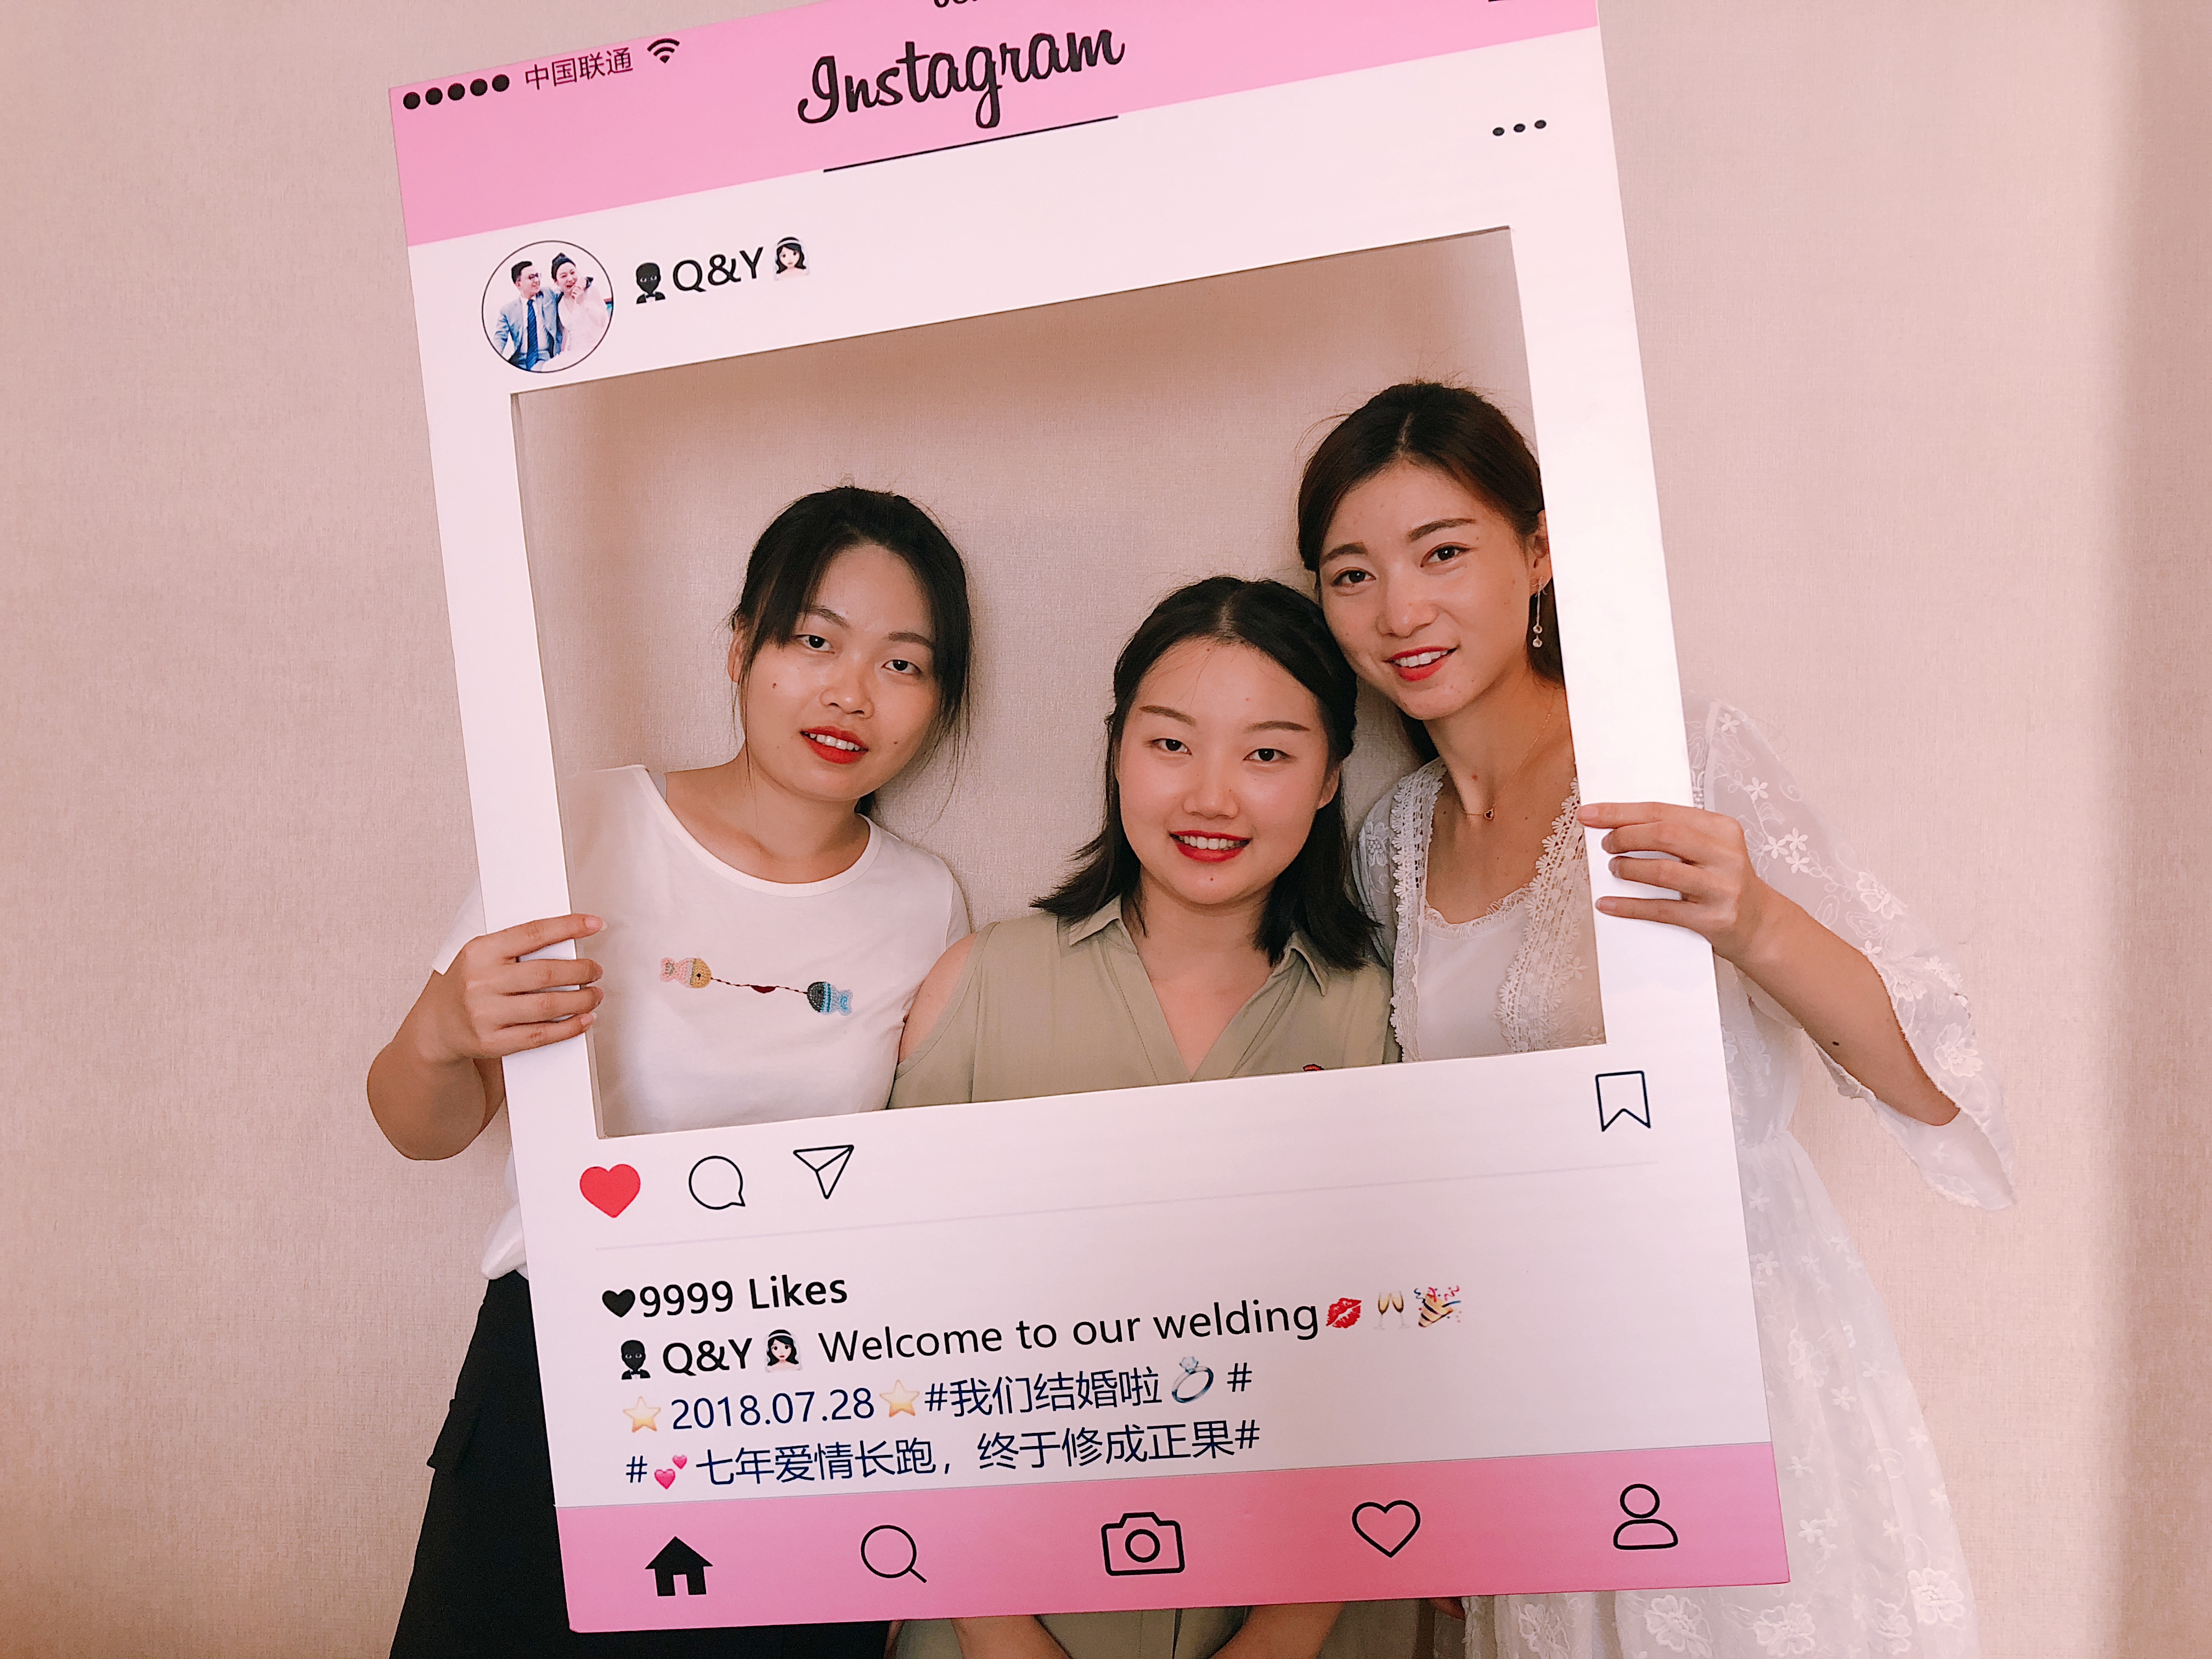 中国联通
Instagram
Q&Y
9999 Likes
Q&Y Welcome to our welding
2018.07.28 #我们结婚啦 #
# 七年爱情长跑，终于修成正果#